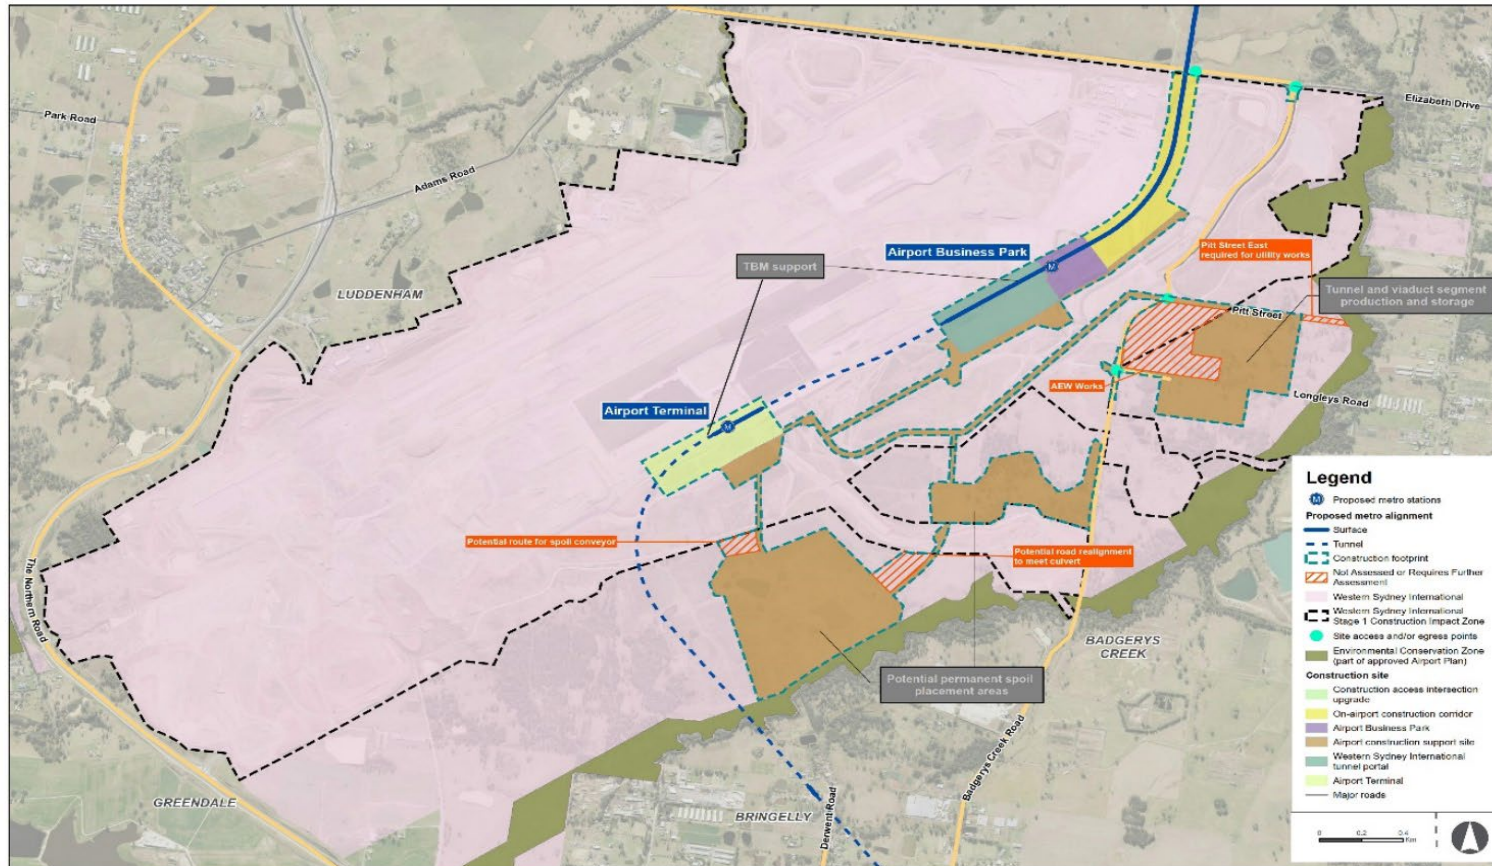 Elizabeth Drive
Park Road
Adams Road
Pitt Street East
required for utility works
Airport Business Park
TBM support
LUDDENHAM
Tunnel and viaduct segment
production and storage
Pitt Street
AEW Works
Longleys Road
Airport Terminal
Potential route for spoil conveyor
Potential road realignment
to meet culvert
The Northern Road
BADGERYS
CREEK
Potential permanent spoil
placement areas
Badgerys Creek Road
GREENDALE
BRINGELLY
Derwent Road
Legend
M Proposed metro stations
Proposed metro alignment
Surface
Tunnel
Construction footprint
Not Assessed or Requires Further
Assessment
Western Sydney International
Western Sydney International
Stage 1 Construction Impact Zone
Site access and/or egress points
Environmental Conservation Zone
(part of approved Airport Plan)
Construction site
Construction access intersection
upgrade
On-airport construction corridor
Airport Business Park
Airport construction support site
Western Sydney International
tunnel portal
Airport Terminal
Major roads
0 0.2 0.4
Km
M
M